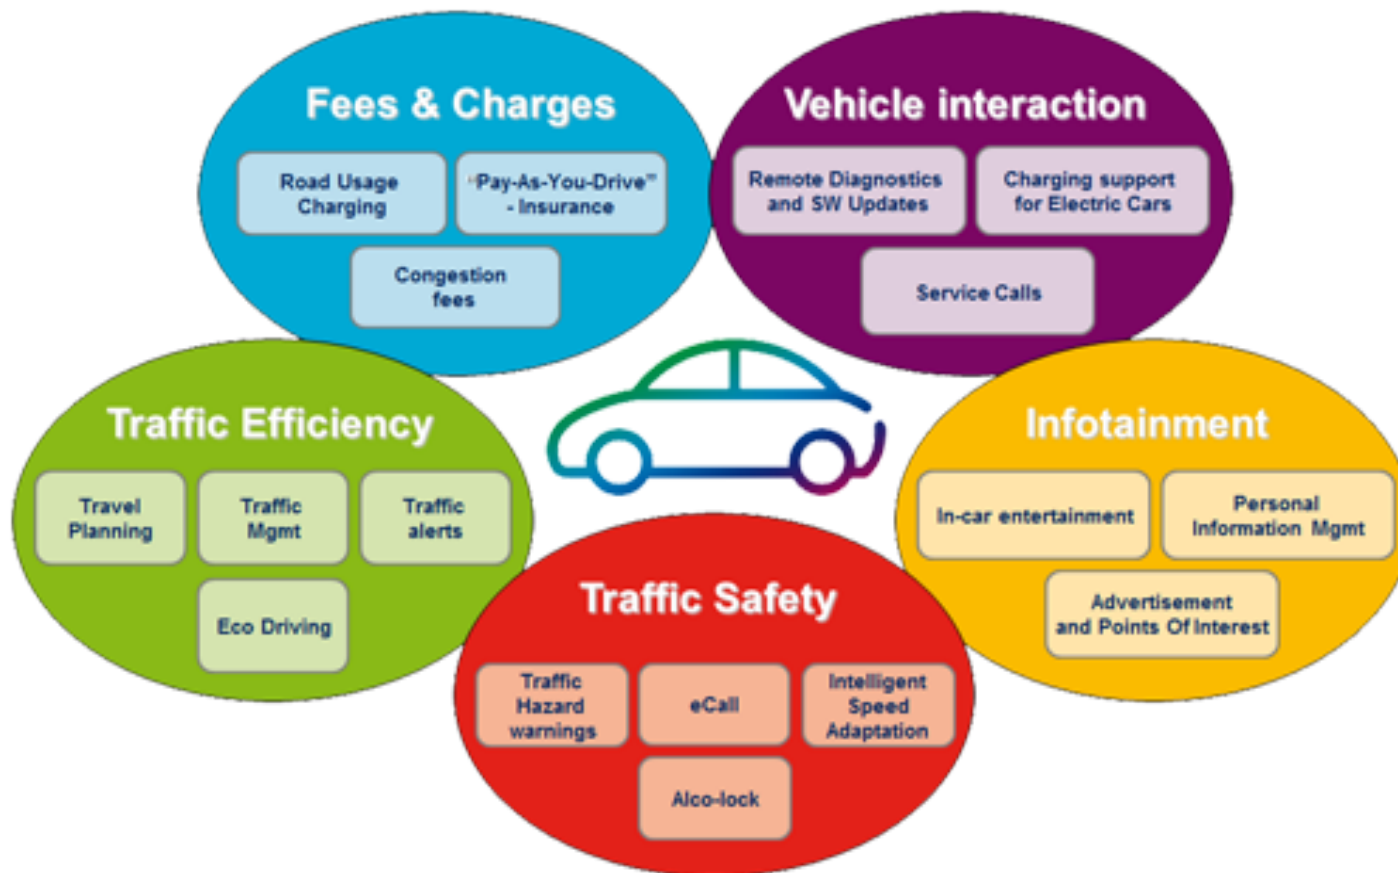 Fees & Charges
Road Usage
Charging
“Pay-As-You-Drive”
- Insurance
Congestion
fees
Vehicle interaction
Remote Diagnostics
and SW Updates
Charging support
for Electric Cars
Service Calls
Traffic Efficiency
Travel
Planning
Traffic
Mgmt
Traffic
alerts
Eco Driving
Infotainment
In-car entertainment
Personal
Information Mgmt
Advertisement
and Points Of Interest
Traffic Safety
Traffic
Hazard
warnings
eCall
Intelligent
Speed
Adaptation
Alco-lock